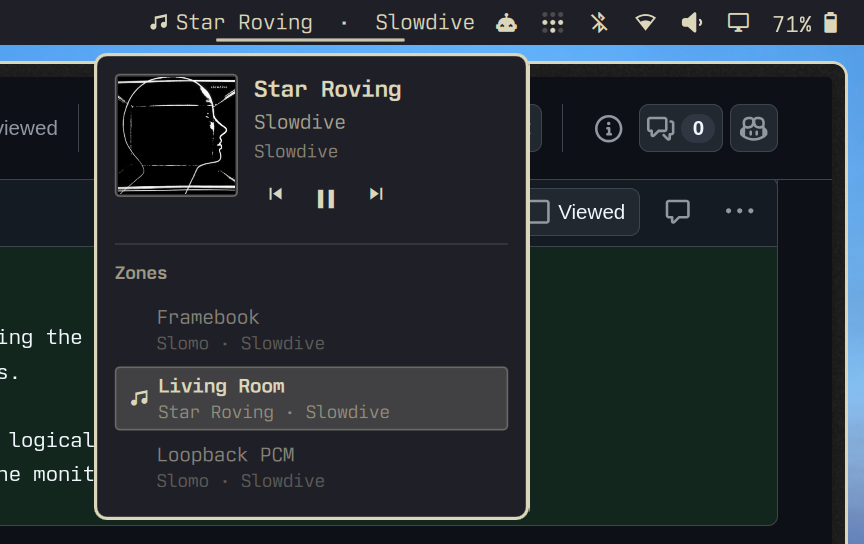 Star Roving · Slowdive 71%
Star Roving
Slowdive
Slowdive
Zones
Framebook
Slomo · Slowdive
Living Room
Star Roving · Slowdive
Loopback PCM
Slomo · Slowdive
viewed
0
Viewed
ing the
s.
logical
ne monit